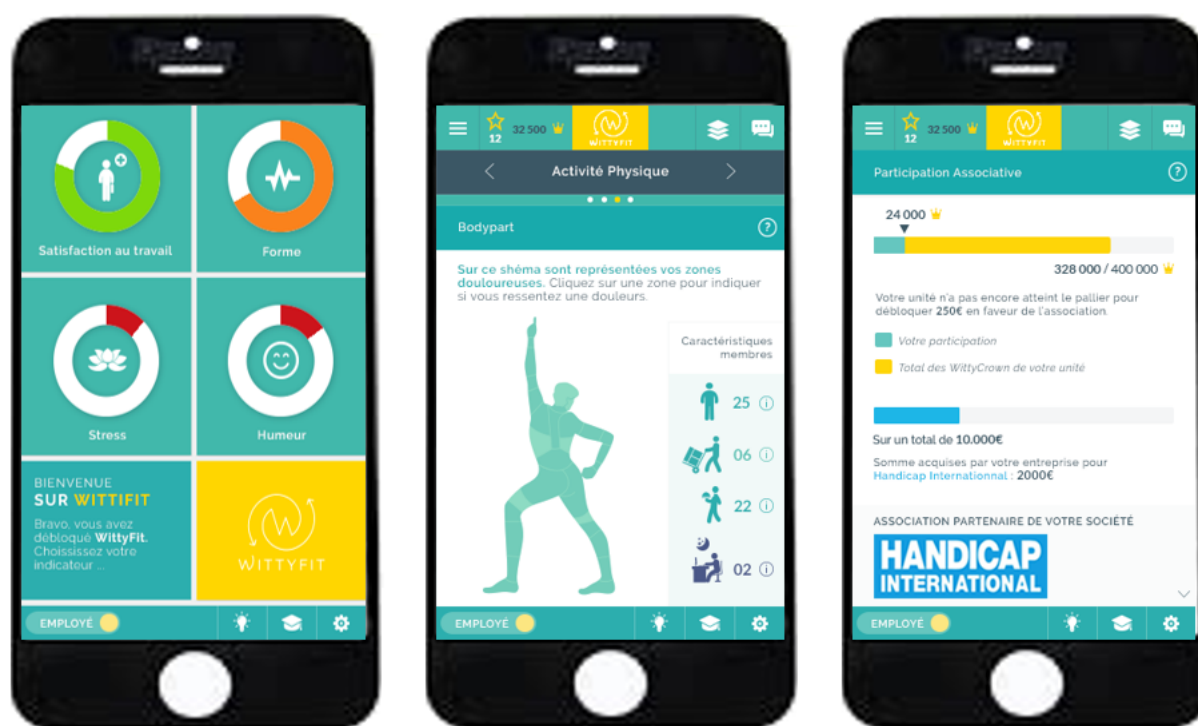 Satisfaction au travail
Forme
Stress
Humeur
BIENVENUE
SUR WITTIFIT
Bravo, vous avez
débloqué WittyFit.
Choississez votre
indicateur ...
WITTYFIT
EMPLOYÉ
12
32 500
WITTYFIT
Activité Physique
Bodypart
?
Sur ce shéma sont représentées vos zones
douloureuses. Cliquez sur une zone pour indiquer
si vous ressentez une douleurs.
Caractéristiques
membres
25
06
22
02
EMPLOYÉ
12
32 500
WITTYFIT
Participation Associative
?
24 000
328 000 / 400 000
Votre unité n'a pas encore atteint le pallier pour
débloquer 250€ en faveur de l'association.
Votre participation
Total des WittyCrown de votre unité
Sur un total de 10.000€
Somme acquises par votre entreprise pour
Handicap Internationnal : 2000€
ASSOCIATION PARTENAIRE DE VOTRE SOCIÉTÉ
HANDICAP
INTERNATIONAL
EMPLOYÉ